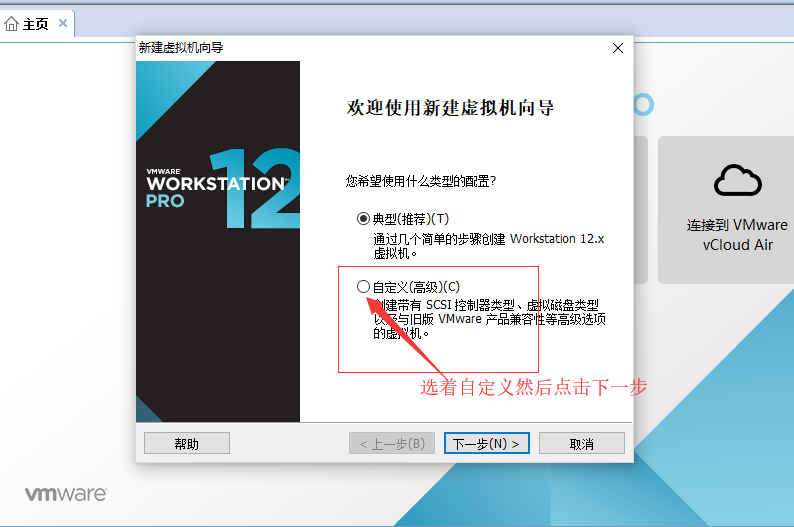 主页
新建虚拟机向导
VMWARE
WORKSTATION™
PRO
12
欢迎使用新建虚拟机向导
您希望使用什么类型的配置?
典型(推荐)(T)
通过几个简单的步骤创建 Workstation 12.x
虚拟机。
自定义(高级)(C)
创建带有 SCSI 控制器类型、虚拟磁盘类型
以及与旧版 VMware 产品兼容性等高级选项
的虚拟机。
选着自定义然后点击下一步
连接到 VMware
vCloud Air
帮助
< 上一步(B)
下一步(N) >
取消
vmware